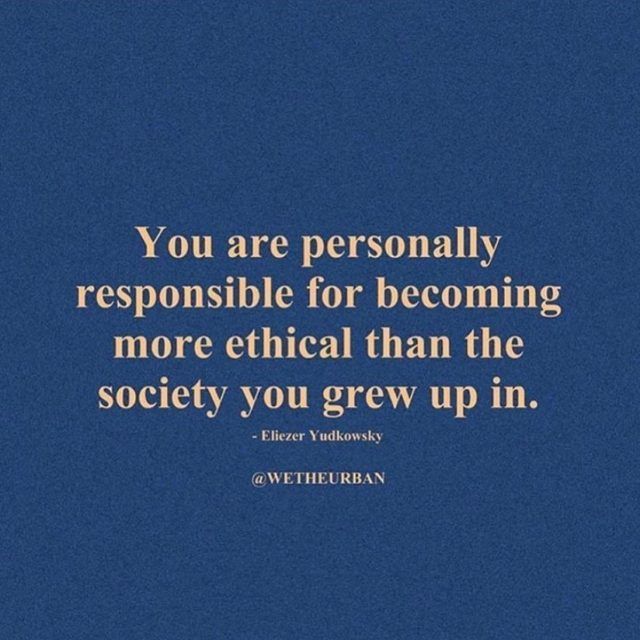 You are personally
responsible for becoming
more ethical than the
society you grew up in.
- Eliezer Yudkowsky
@WETHEURBAN